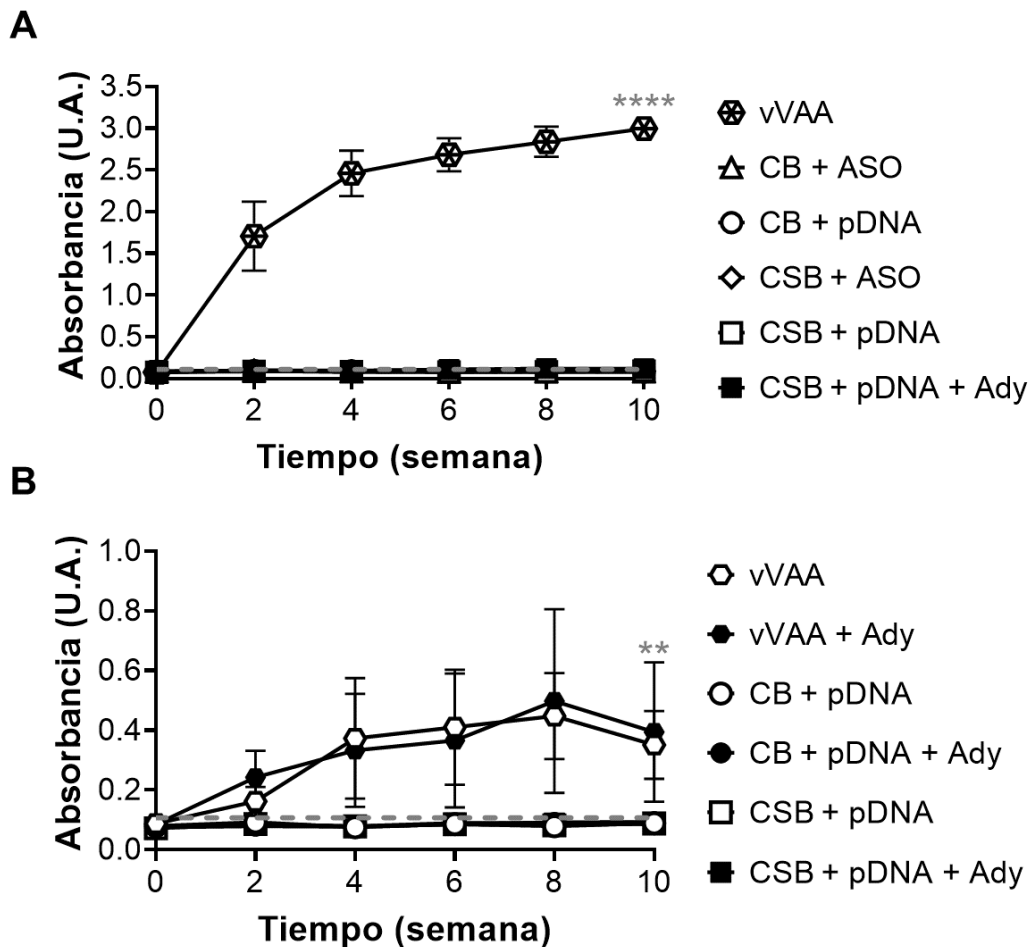 A
Absorbancia (U.A.)
3.5
3.0
2.5
2.0
1.5
1.0
0.5
0.0
****
0 2 4 6 8 10
Tiempo (semana)
vVAA
CB + ASO
CB + pDNA
CSB + ASO
CSB + pDNA
CSB + pDNA + Ady
B
Absorbancia (U.A.)
1.0
0.8
0.6
0.4
0.2
0.0
**
0 2 4 6 8 10
Tiempo (semana)
vVAA
vVAA + Ady
CB + pDNA
CB + pDNA + Ady
CSB + pDNA
CSB + pDNA + Ady